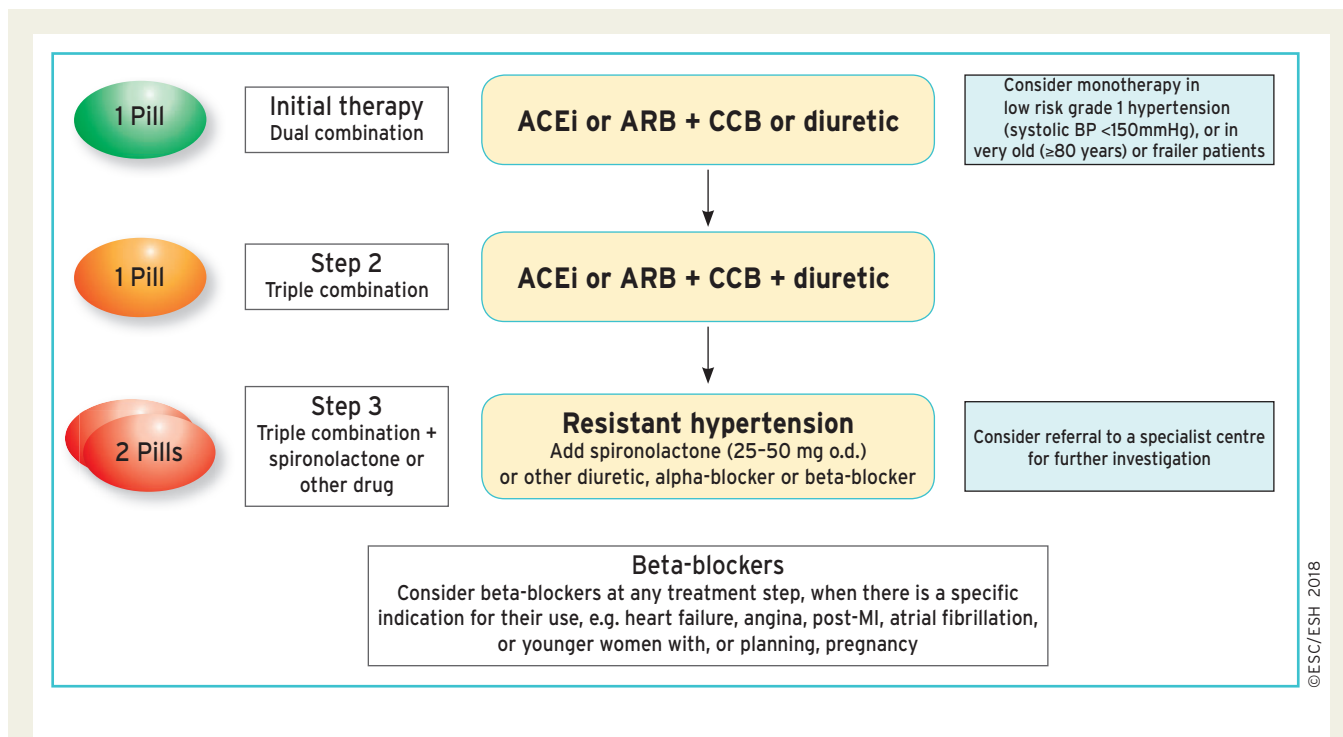 1 Pill
Initial therapy
Dual combination
ACEi or ARB + CCB or diuretic
Consider monotherapy in
low risk grade 1 hypertension
(systolic BP <150mmHg), or in
very old (≥80 years) or frailer patients
1 Pill
Step 2
Triple combination
ACEi or ARB + CCB + diuretic
2 Pills
Step 3
Triple combination +
spironolactone or
other drug
Resistant hypertension
Add spironolactone (25–50 mg o.d.)
or other diuretic, alpha-blocker or beta-blocker
Consider referral to a specialist centre
for further investigation
Beta-blockers
Consider beta-blockers at any treatment step, when there is a specific
indication for their use, e.g. heart failure, angina, post-MI, atrial fibrillation,
or younger women with, or planning, pregnancy
©ESC/ESH 2018